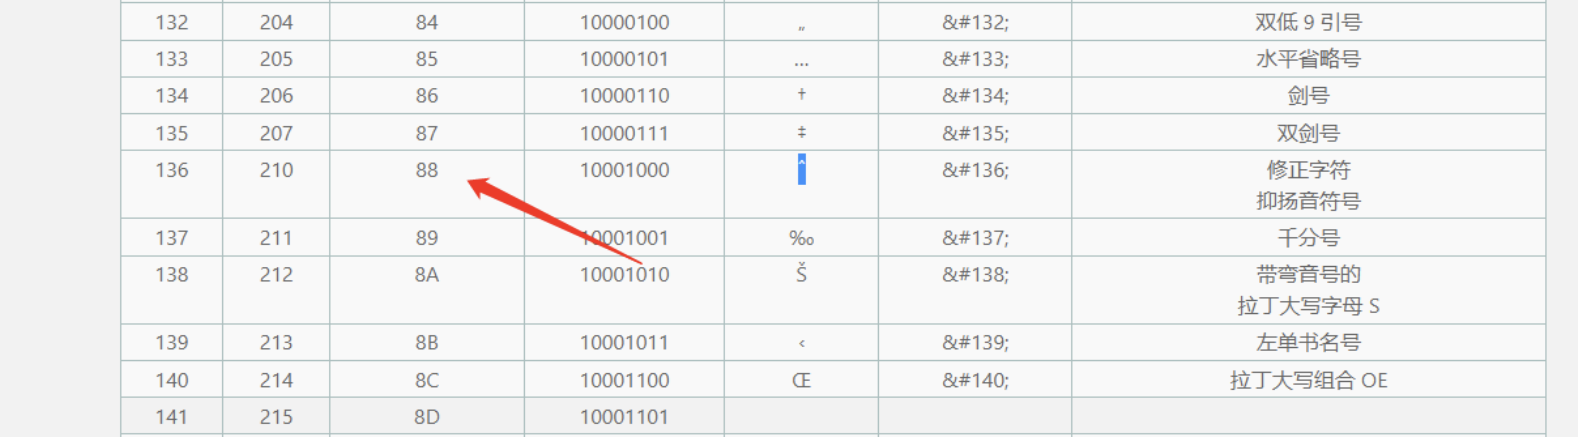 132 204 84 10000100 „ &#132; 双低 9 引号
133 205 85 10000101 … &#133; 水平省略号
134 206 86 10000110 † &#134; 剑号
135 207 87 10000111 ‡ &#135; 双剑号
136 210 88 10001000 ˆ &#136; 修正字符
抑扬音符号
137 211 89 10001001 ‰ &#137; 千分号
138 212 8A 10001010 Š &#138; 带弯音号的
拉丁大写字母 S
139 213 8B 10001011 ‹ &#139; 左单书名号
140 214 8C 10001100 Œ &#140; 拉丁大写组合 OE
141 215 8D 10001101